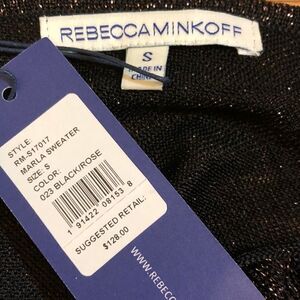 REBECCAMINKOFF
S
MADE IN
CHINA
STYLE:
RM-S17017
MARLA SWEATER
SIZE: S
COLOR:
023 BLACK/ROSE
1 91422 08153 8
SUGGESTED RETAIL:
$128.00
WWW.REBECCA